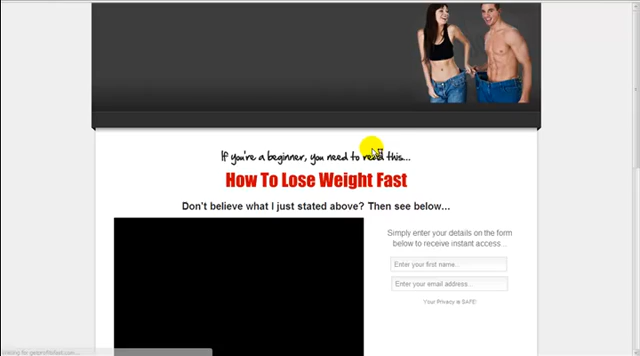 If you're a beginner, you need to read this...
How To Lose Weight Fast
Don't believe what I just stated above? Then see below...
Simply enter your details on the form
below to receive instant access ..
Enter your first name...
Enter your email address...
Your Privacy is SAFE!